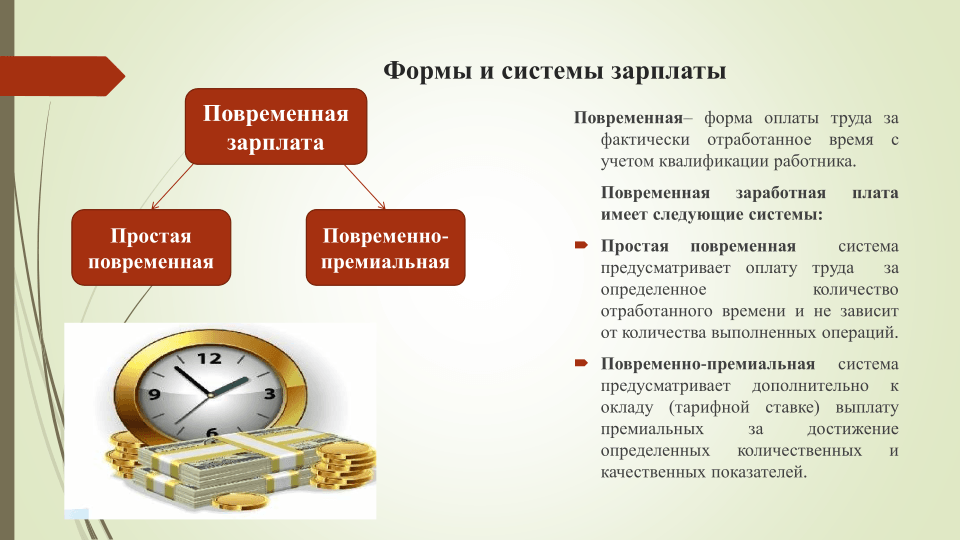 Формы и системы зарплаты
Повременная
зарплата
Простая
повременная
Повременно-
премиальная
12
9
3
6
Повременная– форма оплаты труда за
фактически отработанное время с
учетом квалификации работника.
Повременная заработная плата
имеет следующие системы:
Простая повременная система
предусматривает оплату труда за
определенное количество
отработанного времени и не зависит
от количества выполненных операций.
Повременно-премиальная система
предусматривает дополнительно к
окладу (тарифной ставке) выплату
премиальных за достижение
определенных количественных и
качественных показателей.